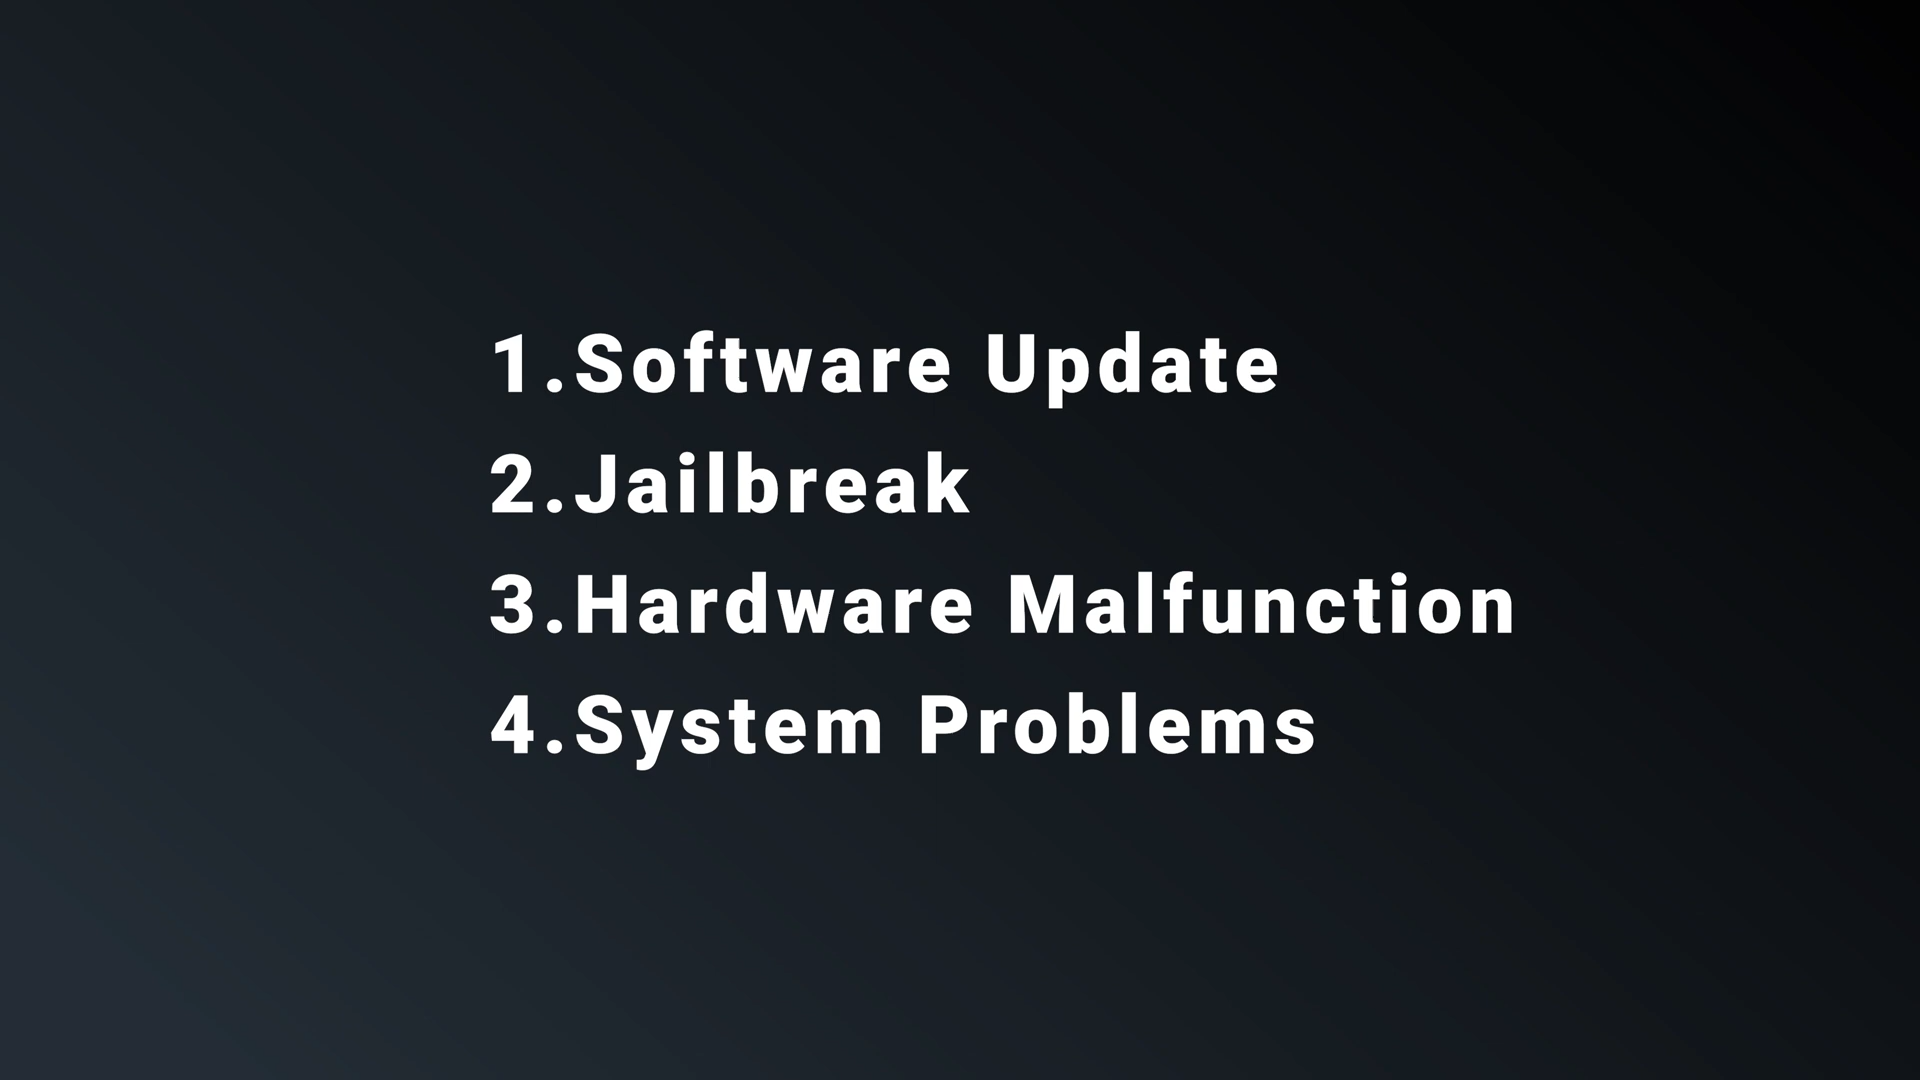 1.Software Update
2.Jailbreak
3.Hardware Malfunction
4.System Problems